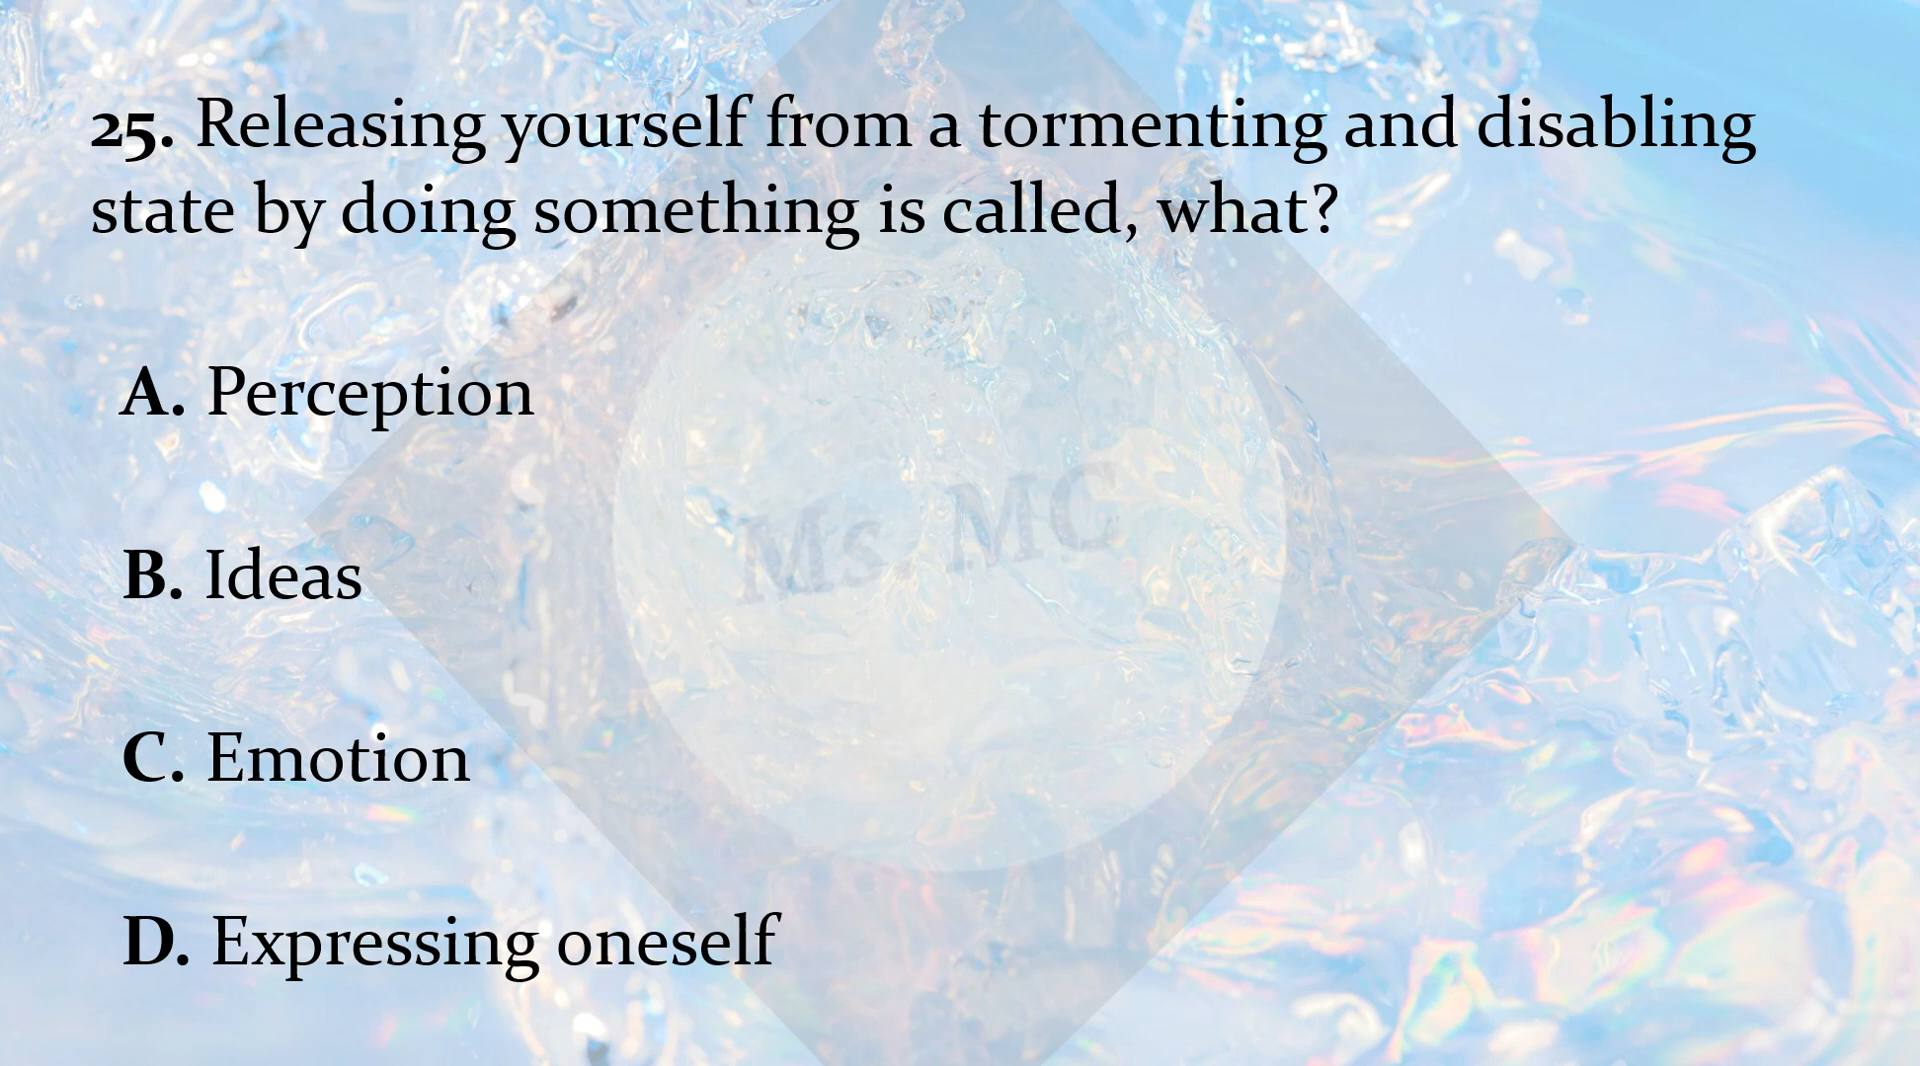 25. Releasing yourself from a tormenting and disabling
state by doing something is called, what?
A. Perception
B. Ideas
Ms. MC
C. Emotion
D. Expressing oneself